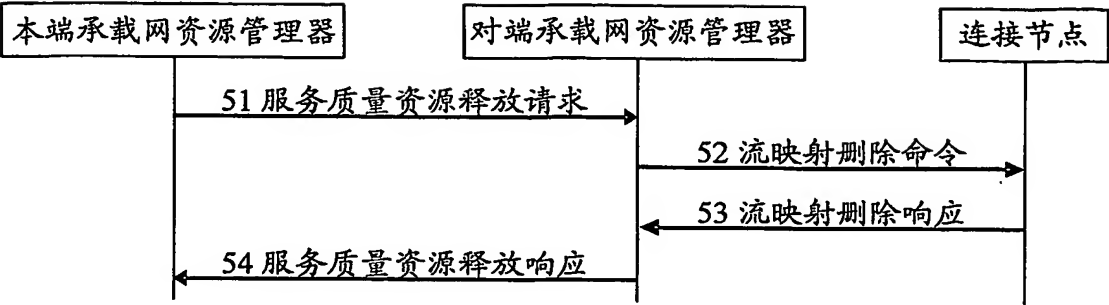 本端承载网资源管理器
对端承载网资源管理器
连接节点
51 服务质量资源释放请求
52 流映射删除命令
53 流映射删除响应
54 服务质量资源释放响应